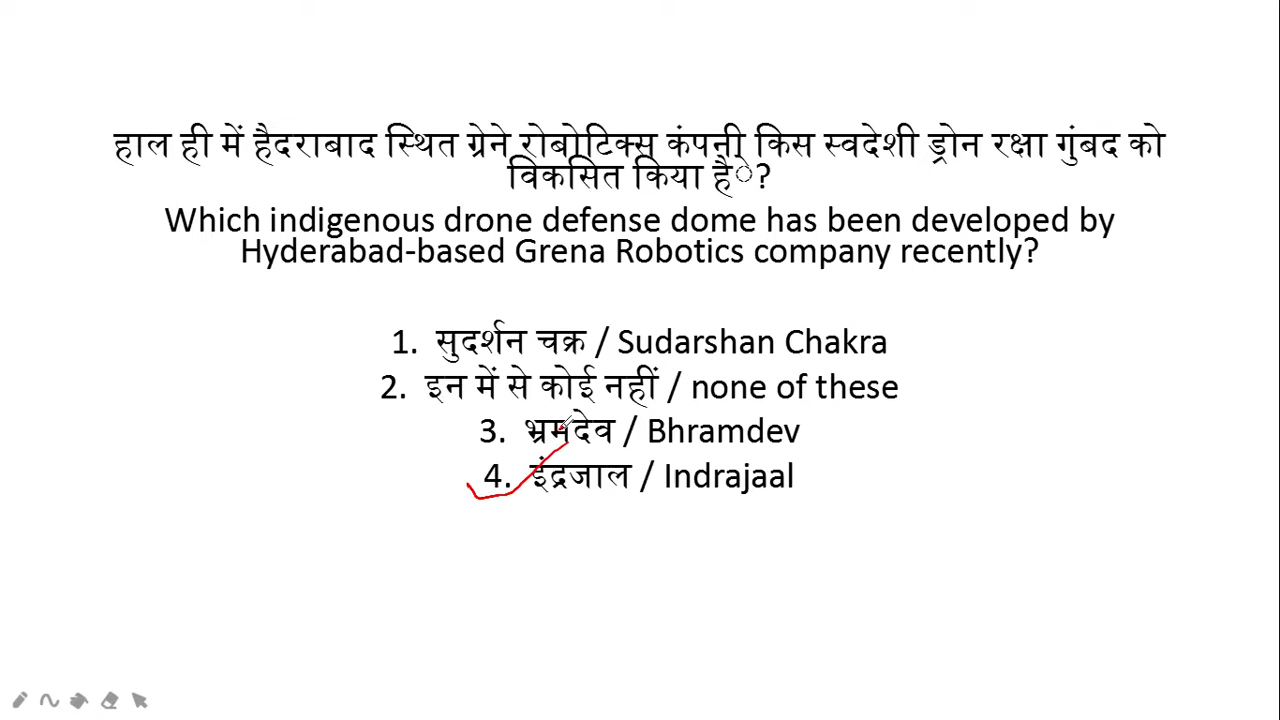 हाल ही में हैदराबाद स्थित ग्रेने रोबोटिक्स कंपनी किस स्वदेशी ड्रोन रक्षा गुंबद को
विकसित किया हैे?
Which indigenous drone defense dome has been developed by
Hyderabad-based Grena Robotics company recently?
1. सुदर्शन चक्र / Sudarshan Chakra
2. इन में से कोई नहीं / none of these
3. भ्रमदेव / Bhramdev
4. इंद्रजाल / Indrajaal